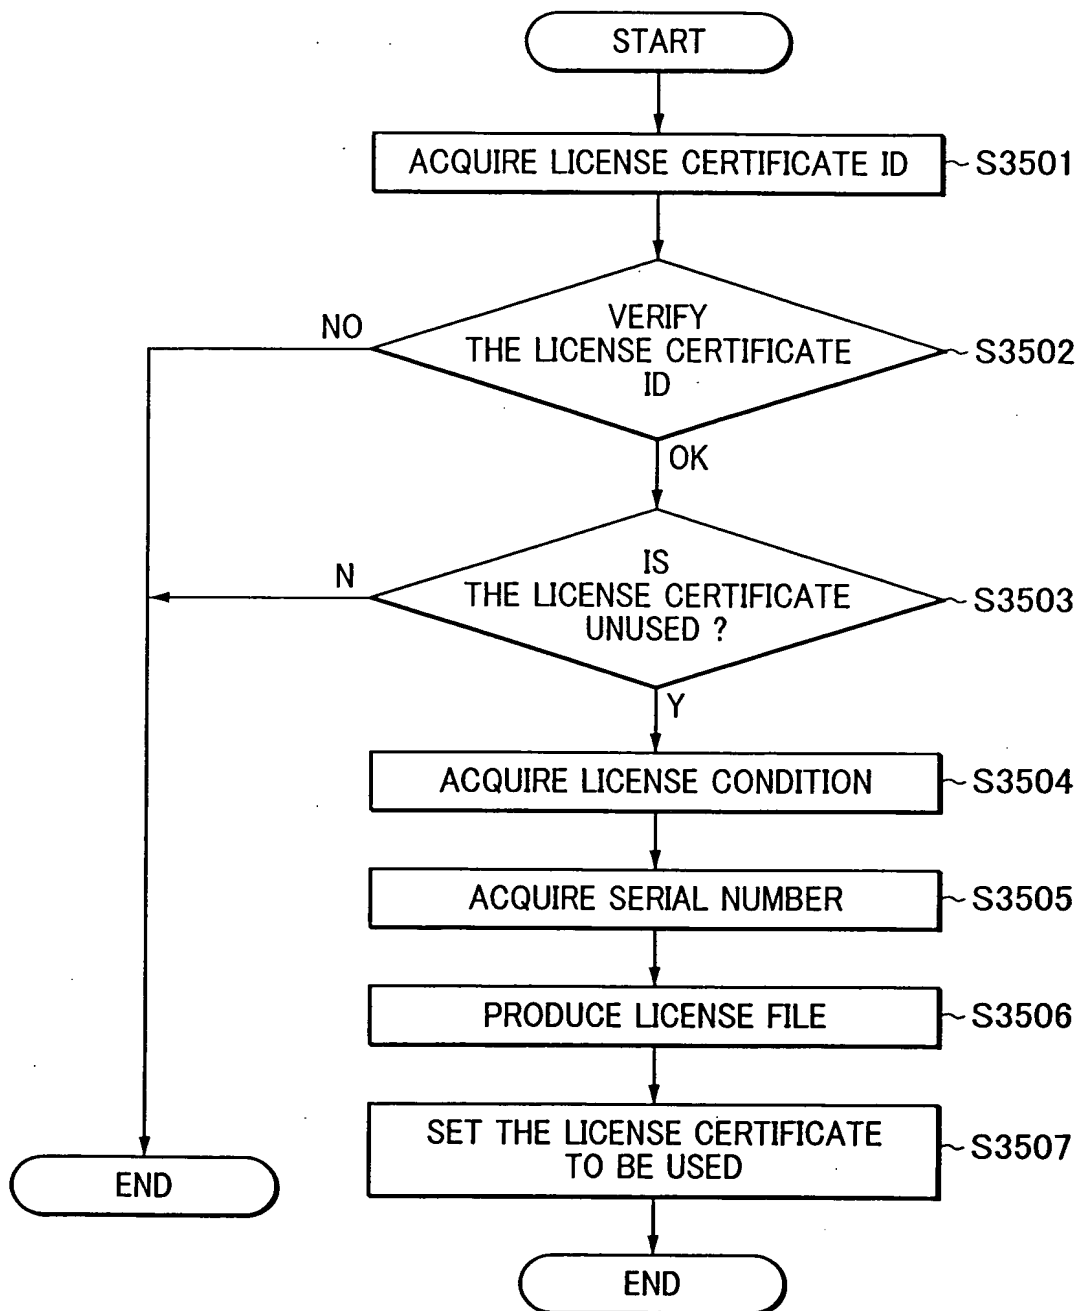 START
ACQUIRE LICENSE CERTIFICATE ID
S3501
VERIFY
THE LICENSE CERTIFICATE
ID
S3502
NO
OK
IS
THE LICENSE CERTIFICATE
UNUSED ?
S3503
N
Y
ACQUIRE LICENSE CONDITION
S3504
ACQUIRE SERIAL NUMBER
S3505
PRODUCE LICENSE FILE
S3506
SET THE LICENSE CERTIFICATE
TO BE USED
S3507
END
END